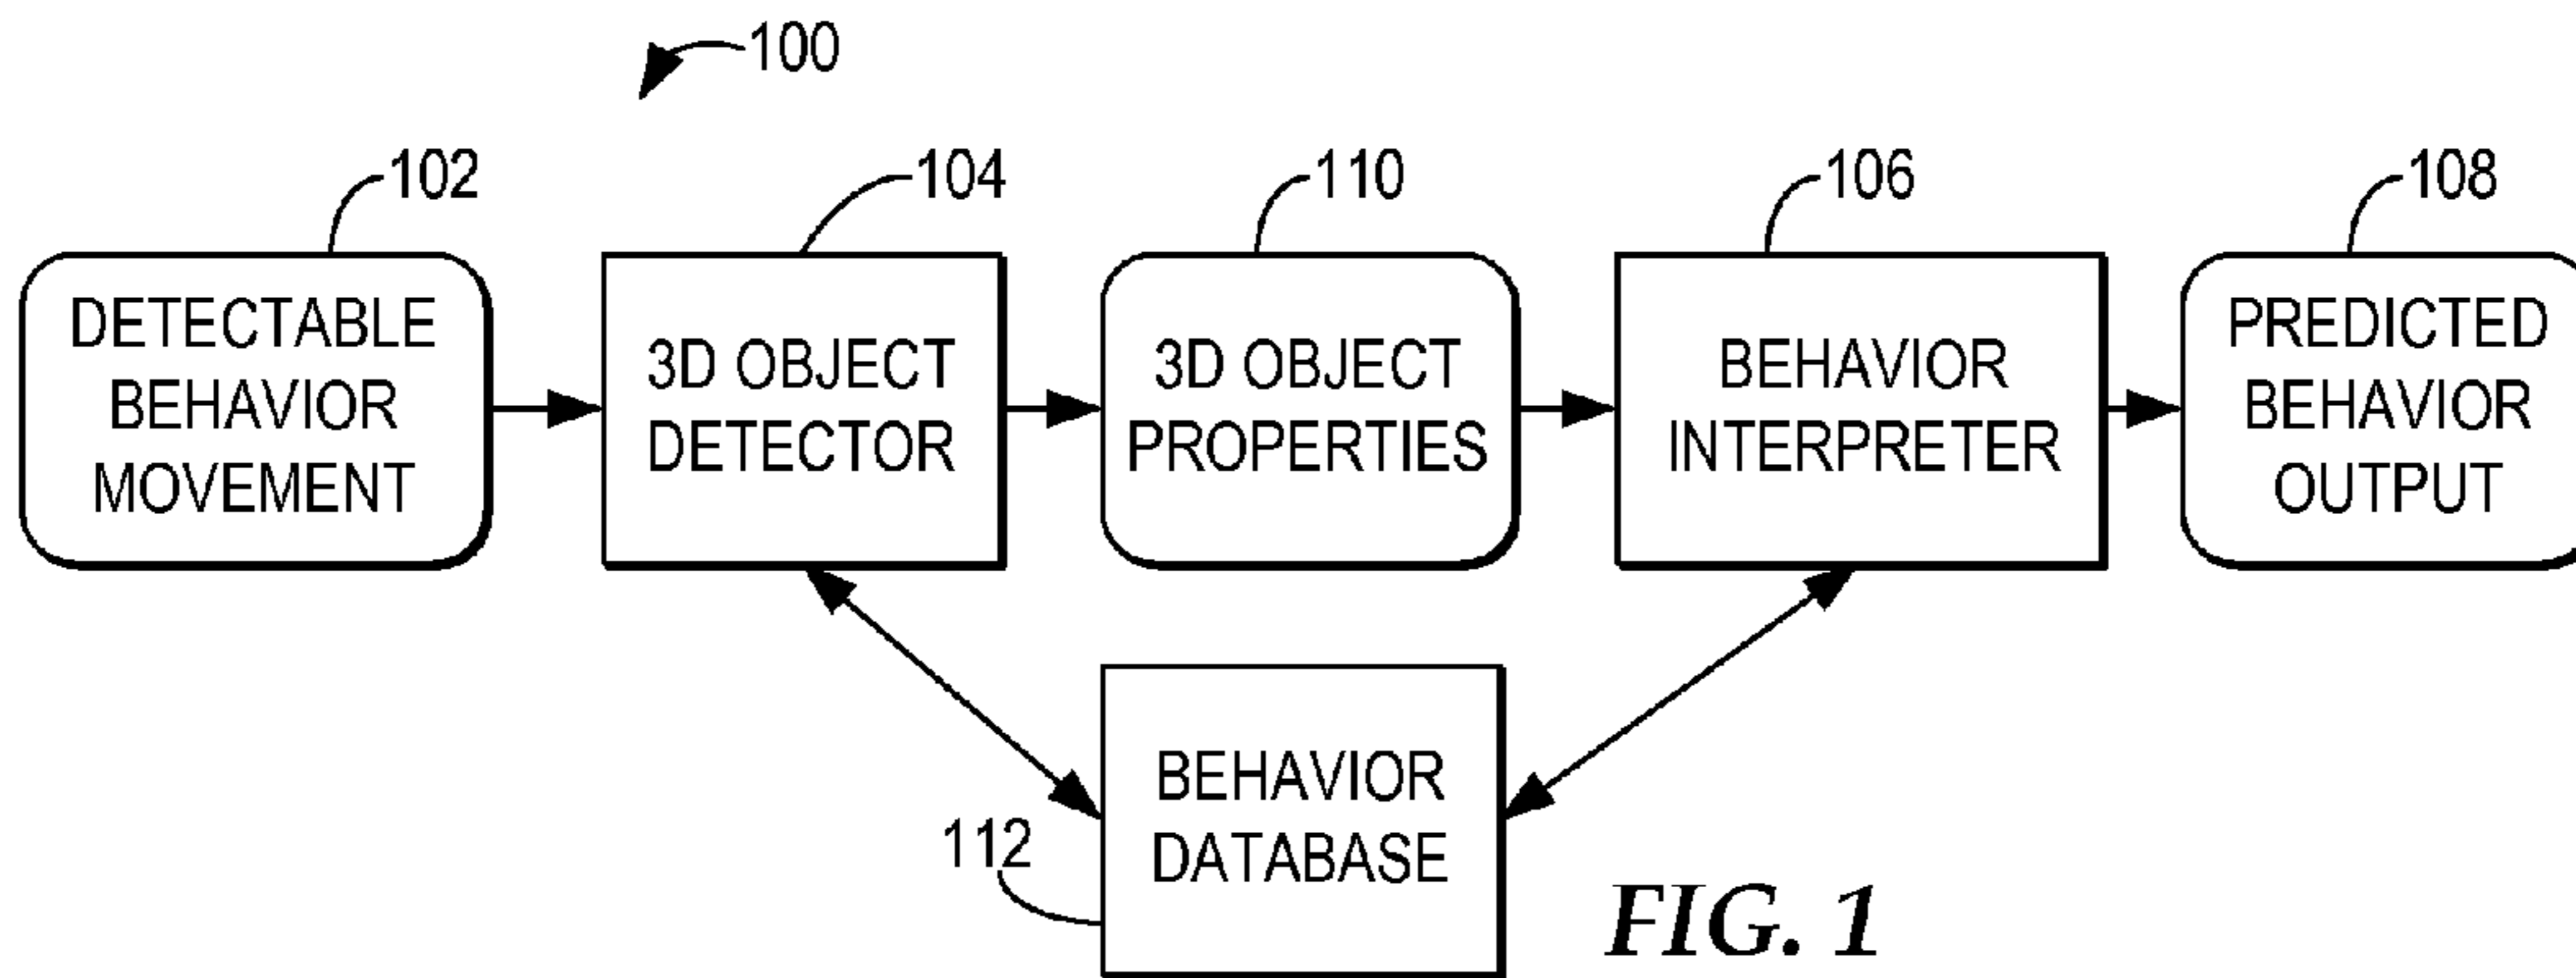 100
102
104
110
106
108
DETECTABLE
BEHAVIOR
MOVEMENT
3D OBJECT
DETECTOR
3D OBJECT
PROPERTIES
BEHAVIOR
INTERPRETER
PREDICTED
BEHAVIOR
OUTPUT
BEHAVIOR
DATABASE
112
FIG. 1